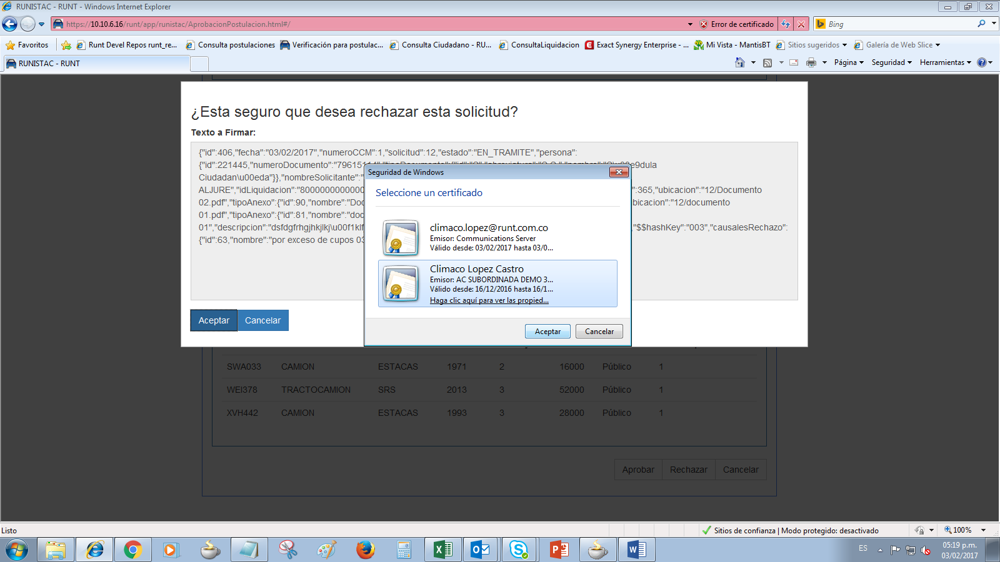 RUNISTAC - RUNT - Windows Internet Explorer
https://10.10.6.16/runt/app/runistac/AprobacionPostulacion.html#/
Error de certificado
Bing
Favoritos
Runt Devel Repos runt_re...
Consulta postulaciones
Verificación para postulac...
Consulta Ciudadano - RU...
ConsultaLiquidacion
Exact Synergy Enterprise - ...
Mi Vista - MantisBT
Sitios sugeridos
Galería de Web Slice
RUNISTAC - RUNT
Página
Seguridad
Herramientas
¿Esta seguro que desea rechazar esta solicitud?
Texto a Firmar:
{"id":406,"fecha":"03/02/2017","numeroCCM":1,"solicitud":12,"estado":"EN_TRAMITE","persona":
{"id":221445,"numeroDocumento":"79615114"
Ciudadan\u00eda"}},"nombreSolicitante":"
ALJURE","idLiquidacion":"8000000000000 :365,"ubicacion":"12/Documento
02.pdf","tipoAnexo":{"id":90,"nombre":"Doc bicacion":"12/documento
01.pdf","tipoAnexo":{"id":81,"nombre":"doc
01","descripcion":"dsfdgfrhgjhkjlkj\u00f1klf ,"$$hashKey":"003","causalesRechazo":
{"id":63,"nombre":"por exceso de cupos 03
Aceptar
Cancelar
Seguridad de Windows
Seleccione un certificado
climaco.lopez@runt.com.co
Emisor: Communications Server
Válido desde: 03/02/2017 hasta 03/0...
Climaco Lopez Castro
Emisor: AC SUBORDINADA DEMO 3...
Válido desde: 16/12/2016 hasta 16/1...
Haga clic aquí para ver las propied...
Aceptar
Cancelar
SWA033 CAMION ESTACAS 1971 2 16000 Público 1
WEI378 TRACTOCAMION SRS 2013 3 52000 Público 1
XVH442 CAMION ESTACAS 1993 3 28000 Público 1
Aprobar
Rechazar
Cancelar
Listo
Sitios de confianza | Modo protegido: desactivado
100%
ES
05:19 p.m.
03/02/2017